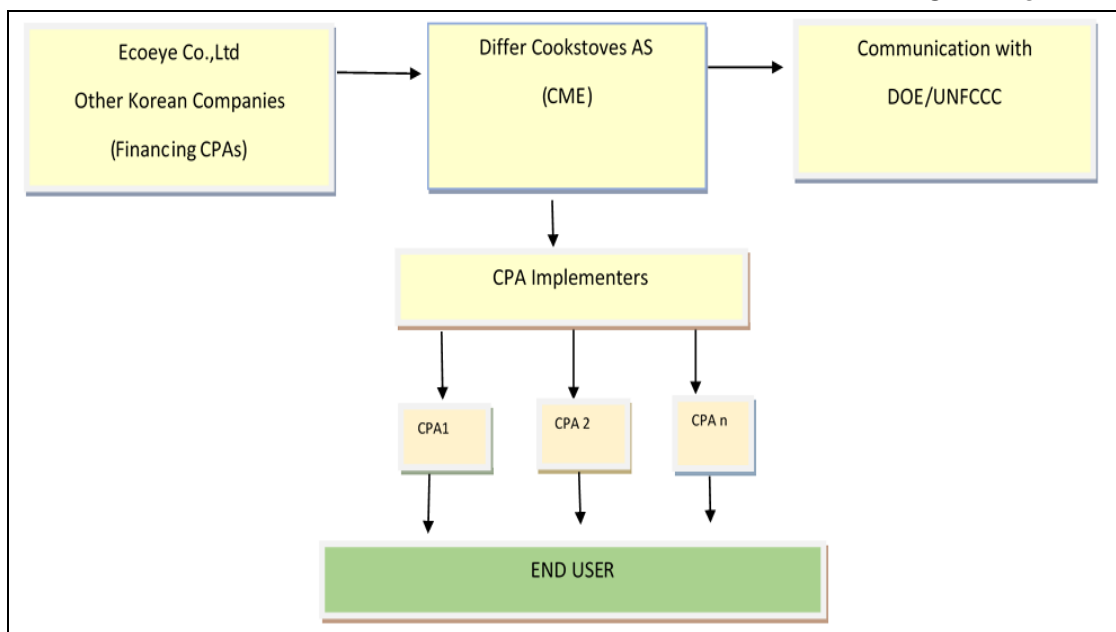 Ecoeye Co.,Ltd
Other Korean Companies
(Financing CPAs)
Differ Cookstoves AS
(CME)
Communication with
DOE/UNFCCC
CPA Implementers
CPA1
CPA 2
CPA n
END USER